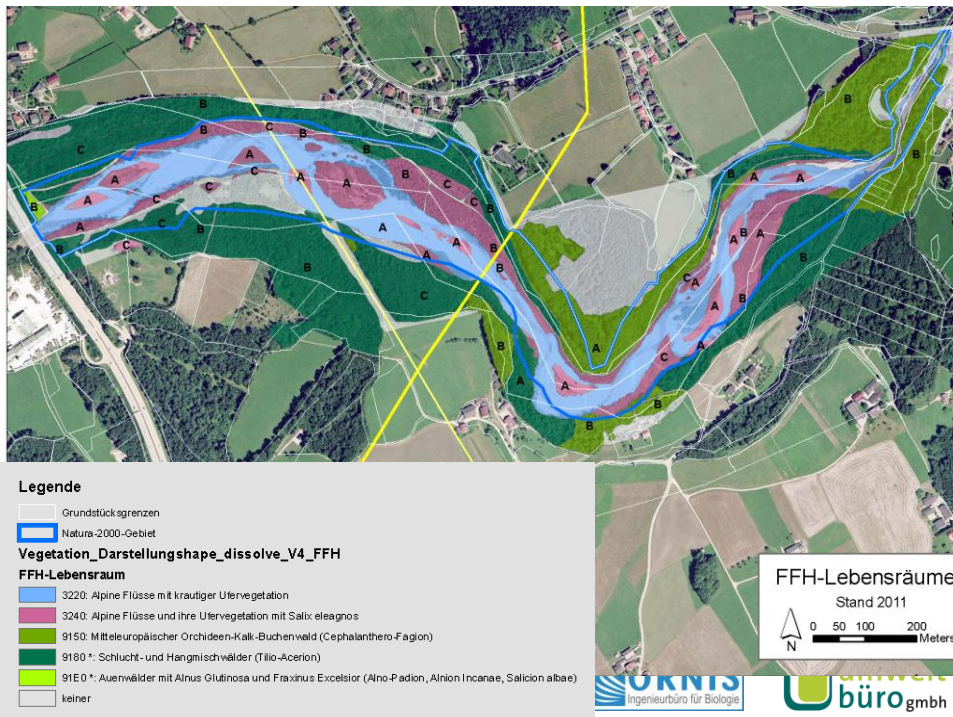 Legende
Grundstücksgrenzen
Natura-2000-Gebiet
Vegetation_Darstellungshape_dissolve_V4_FFH
FFH-Lebensraum
3220: Alpine Flüsse mit krautiger Ufervegetation
3240: Alpine Flüsse und ihre Ufervegetation mit Salix eleagnos
9150: Mitteleuropäischer Orchideen-Kalk-Buchenwald (Cephalanthero-Fagion)
9180 *: Schlucht- und Hangmischwälder (Tilio-Acerion)
91E0 *: Auenwälder mit Alnus Glutinosa und Fraxinus Excelsior (Alno-Padion, Alnion Incanae, Salicion albae)
keiner
FFH-Lebensräume
Stand 2011
0 50 100 200
Meters
N
Ingenieurbüro für Biologie
büro gmbh